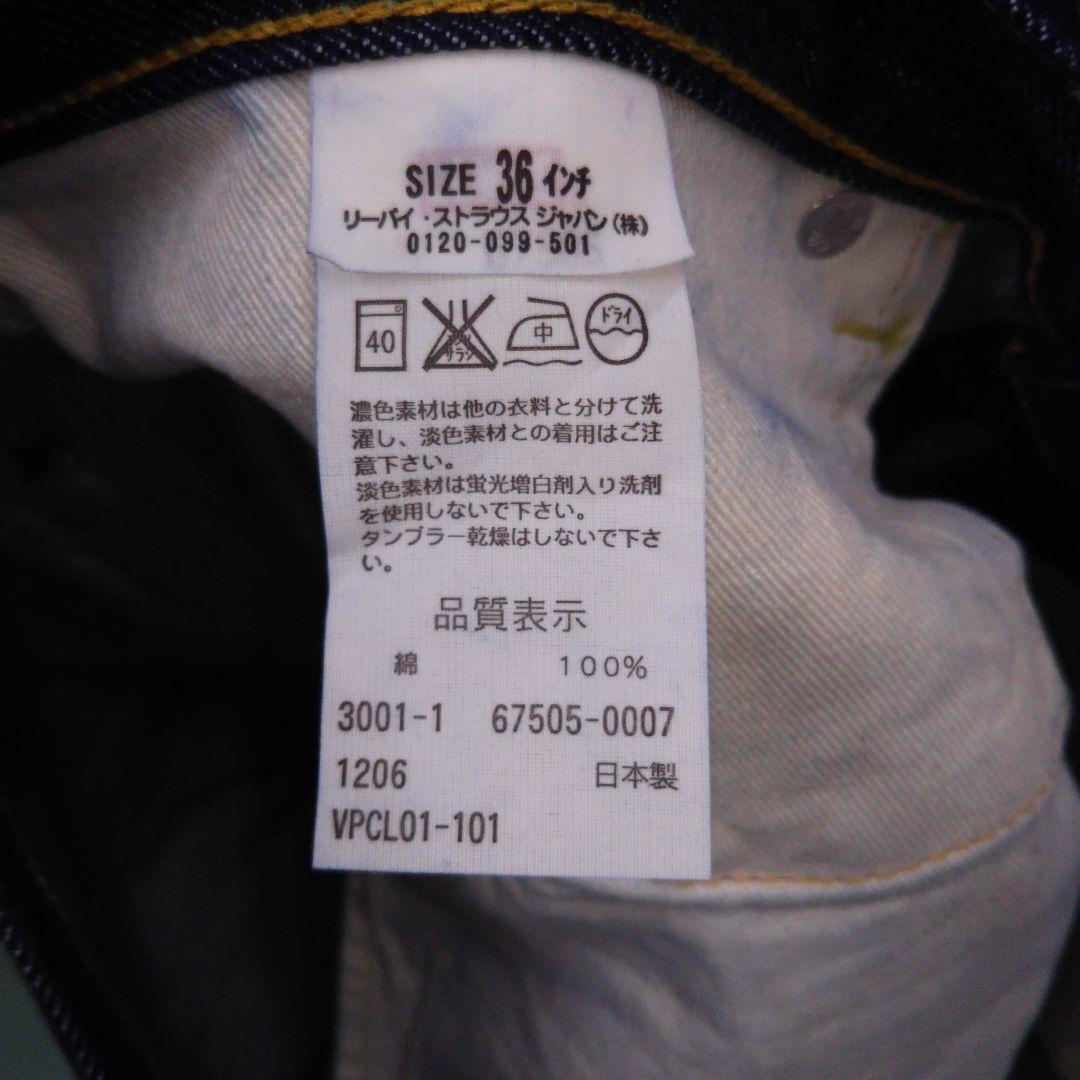 SIZE 36 インチ
リーバイ・ストラウス ジャパン(株)
0120-099-501
40 サラシ 中 ドライ
濃色素材は他の衣料と分けて洗
濯し、淡色素材との着用はご注
意下さい。
淡色素材は蛍光増白剤入り洗剤
を使用しないで下さい。
タンブラー乾燥はしないで下さ
い。
品質表示
綿 100%
3001-1 67505-0007
1206 日本製
VPCL01-101